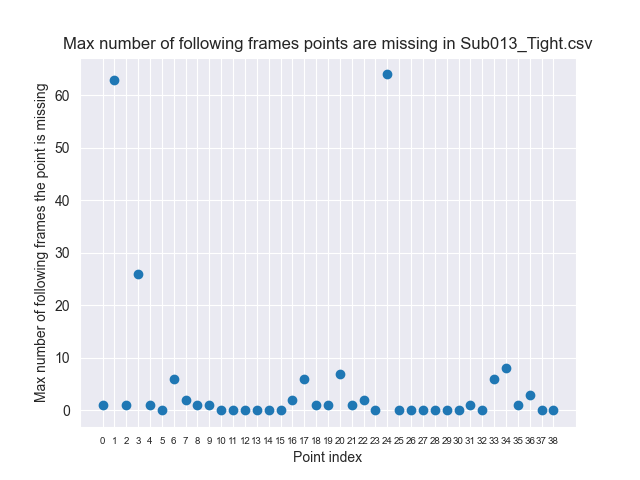 Max number of following frames points are missing in Sub013_Tight.csv
Max number of following frames the point is missing
60
50
40
30
20
10
0
0 1 2 3 4 5 6 7 8 9 10 11 12 13 14 15 16 17 18 19 20 21 22 23 24 25 26 27 28 29 30 31 32 33 34 35 36 37 38
Point index